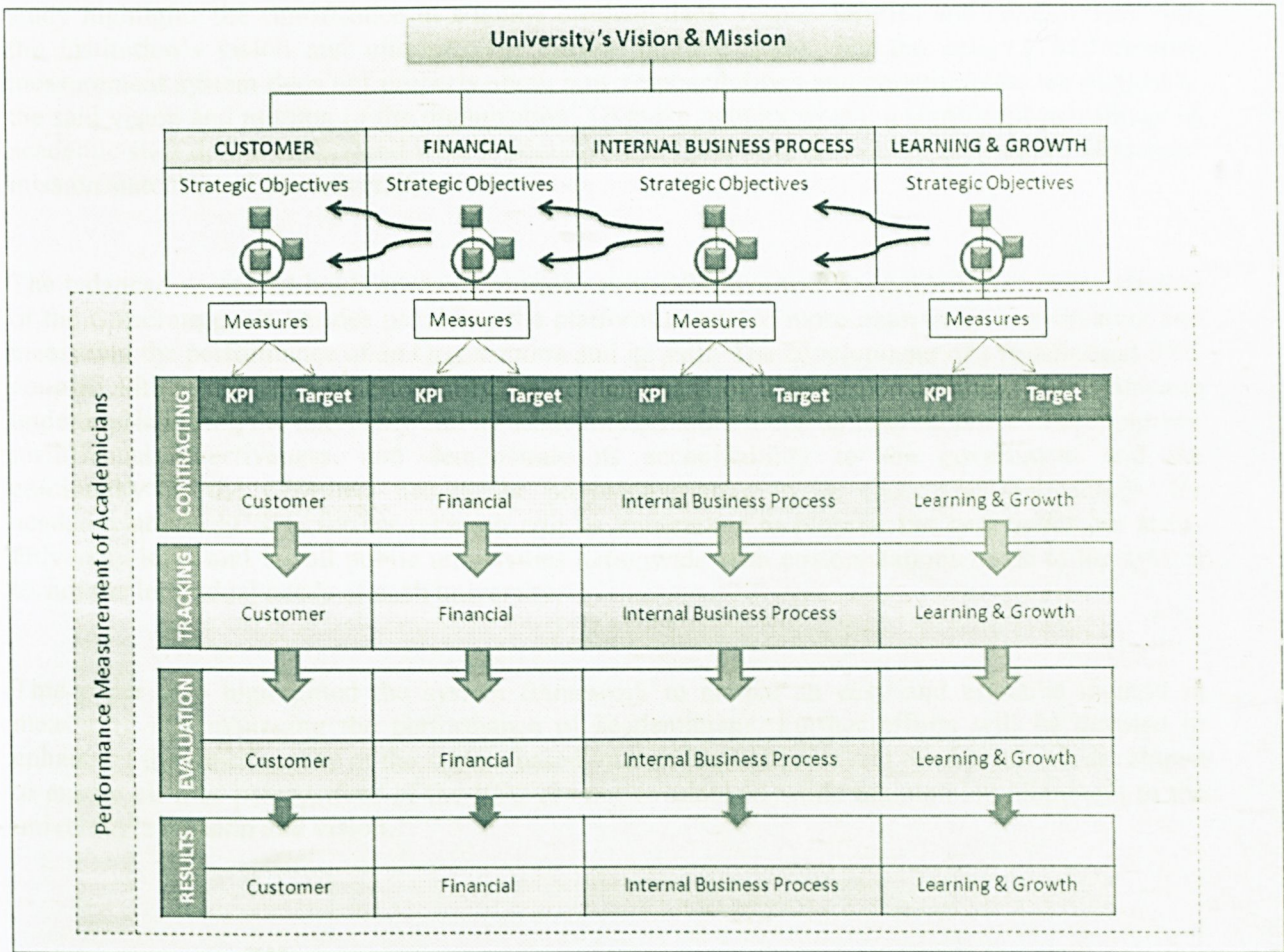 University's Vision & Mission
CUSTOMER FINANCIAL INTERNAL BUSINESS PROCESS LEARNING & GROWTH
Strategic Objectives Strategic Objectives Strategic Objectives Strategic Objectives
Measures Measures Measures Measures
Performance Measurement of Academicians
CONTRACTING
KPI Target KPI Target KPI Target KPI Target
Customer Financial Internal Business Process Learning & Growth
TRACKING
Customer Financial Internal Business Process Learning & Growth
EVALUATION
Customer Financial Internal Business Process Learning & Growth
RESULTS
Customer Financial Internal Business Process Learning & Growth